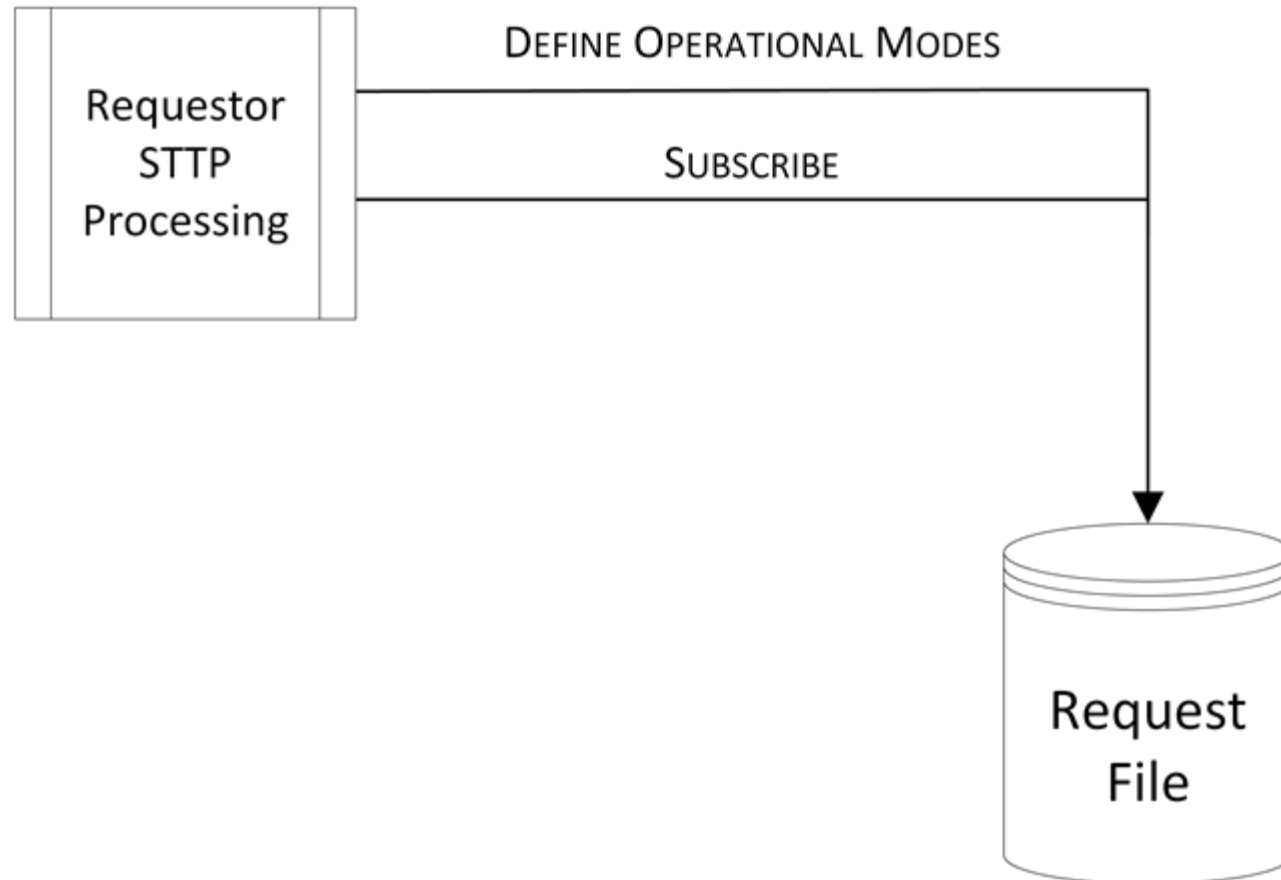 DEFINE OPERATIONAL MODES
Requestor
STTP
Processing
SUBSCRIBE
Request
File